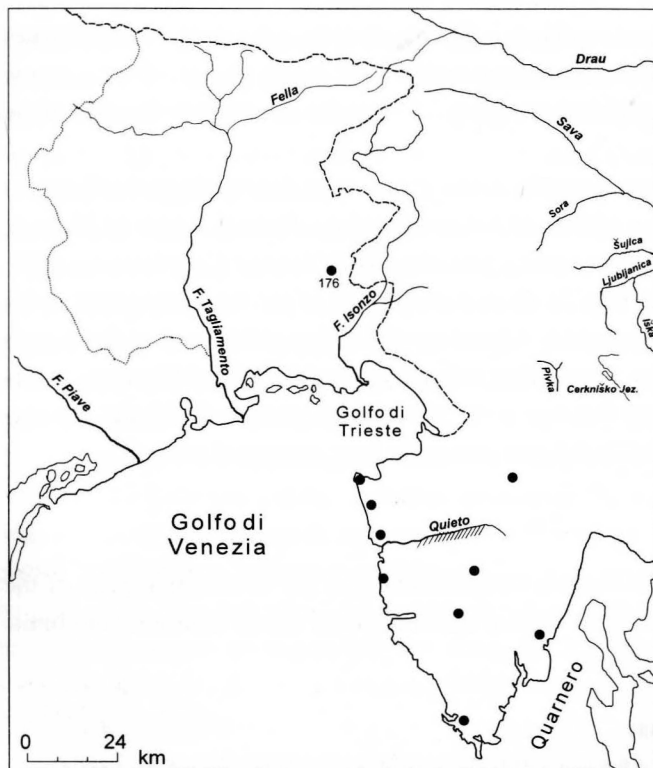 Drau
Fella
Sava
Sora
Šujica
Ljubljanica
Iška
176
F. Isonzo
F. Tagliamento
F. Piave
Pivka
Cerkniško Jez.
Golfo di
Trieste
Golfo di
Venezia
Quieto
Quarnero
0 24
km